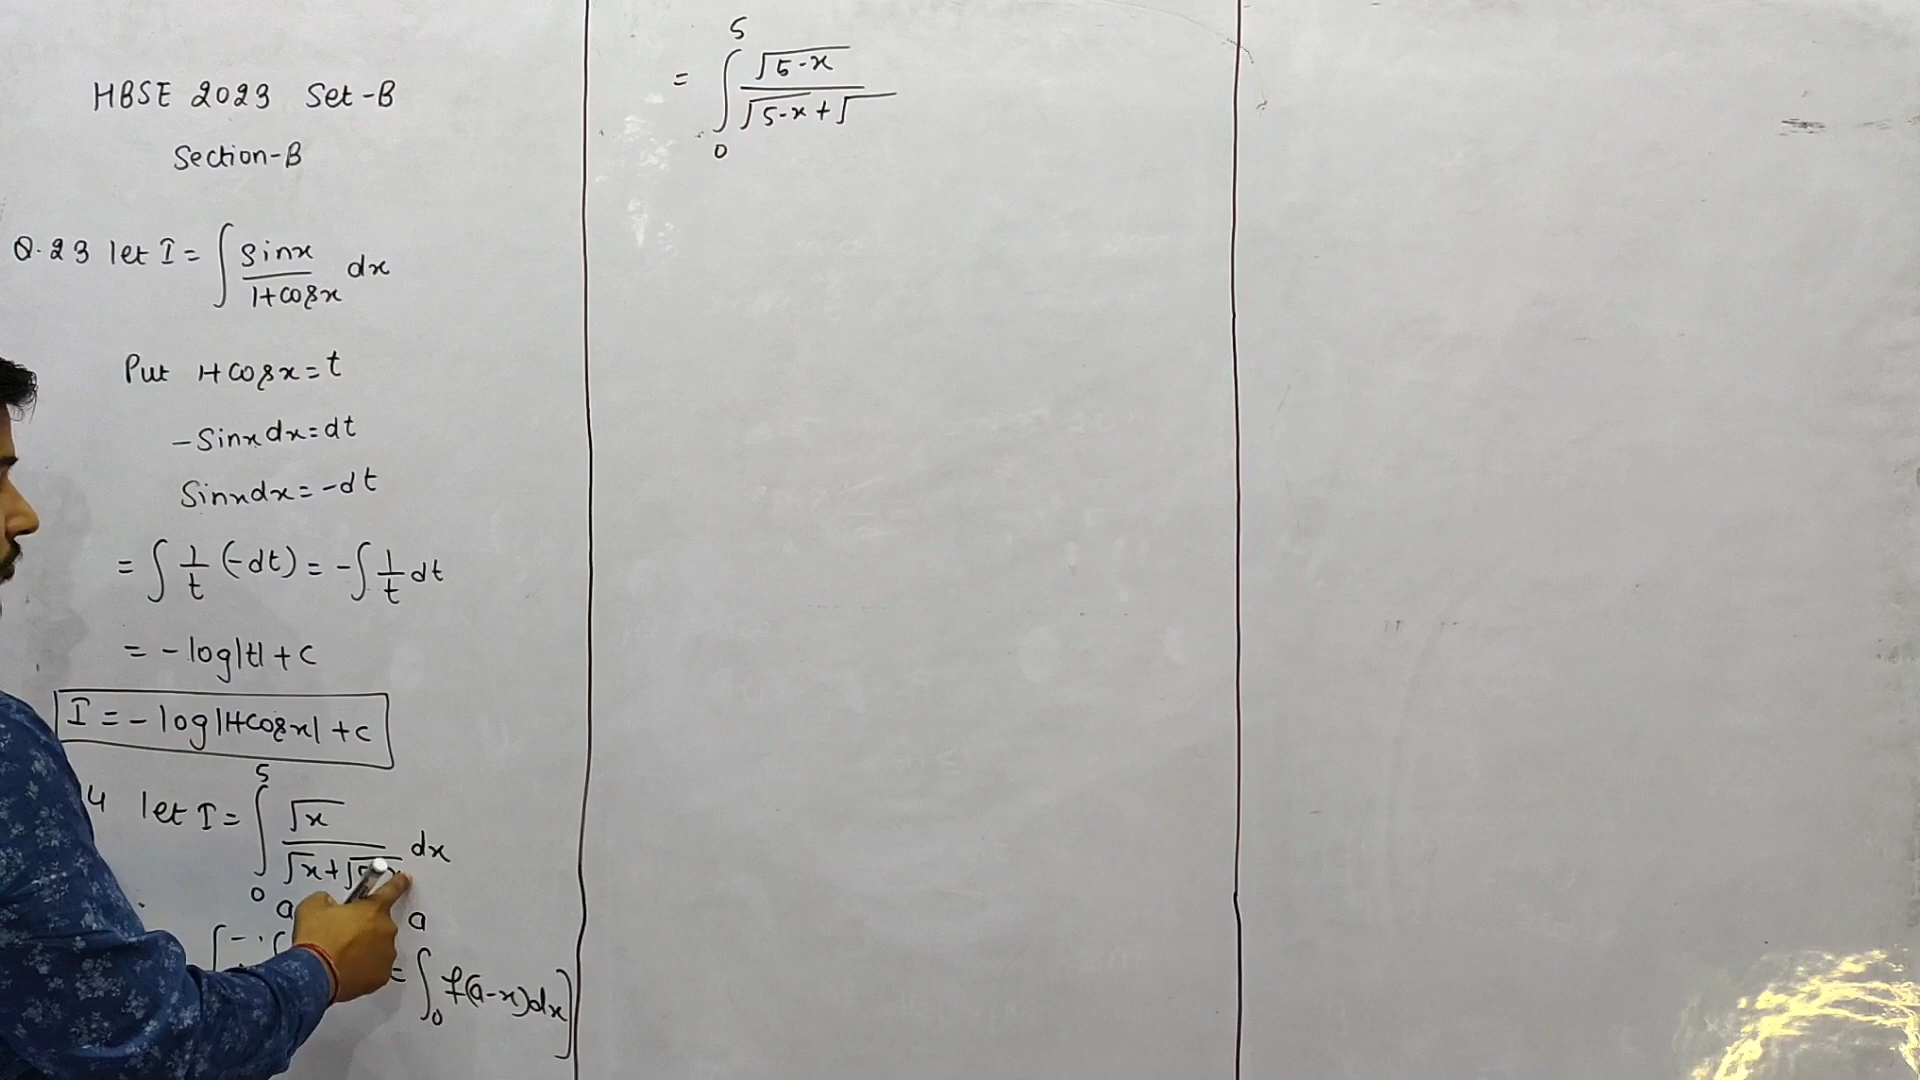 HBSE 2023 Set-B
Section-B
Q.23 let I = ∫ sinx / 1+cosx dx
Put 1+cosx = t
-sinx dx = dt
sinx dx = -dt
= ∫ 1/t (-dt) = -∫ 1/t dt
= -log|t| + c
I = -log|1+cosx| + c
4 let I = ∫₀⁵ √x / √x+√ dx
a
= ∫₀ᵃ f(a-x)dx]
= ∫₀⁵ √5-x / √5-x + √